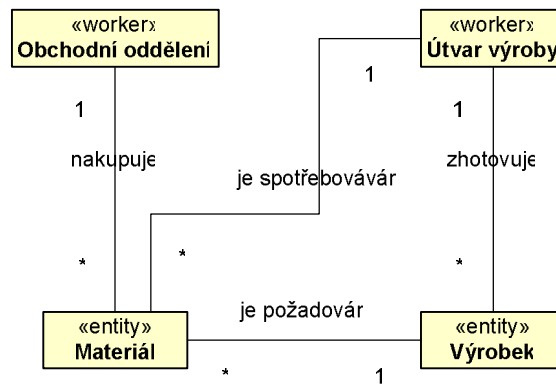 «worker»
Obchodní oddělení
«worker»
Útvar výroby
1
1
1
nakupuje
zhotovuje
je spotřebovávár
*
*
*
je požadovár
«entity»
Materiál
«entity»
Výrobek
*
1